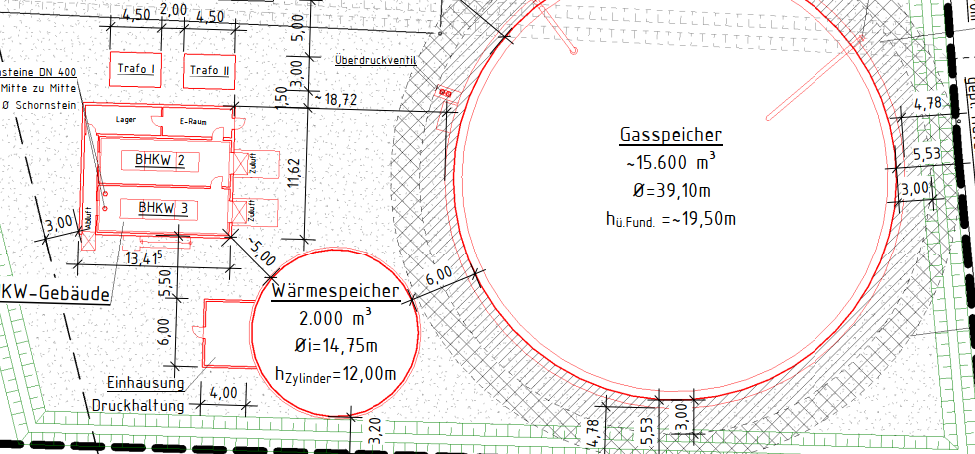 4,50
2,00
4,50
5,00
3,00
1,50
Trafo I
Trafo II
Überdruckventil
nsteine DN 400
Mitte zu Mitte
Ø Schornstein
~18,72
Lager
E-Raum
BHKW 2
Zuluft
BHKW 3
Zuluft
Abluft
11,62
3,00
13,41⁵
~5,00
5,50
KW-Gebäude
6,00
Einhausung
Druckhaltung
4,00
Wärmespeicher
2.000 m³
Øi=14,75m
hZylinder=12,00m
6,00
3,20
Gasspeicher
~15.600 m³
Ø=39,10m
hü.Fund. =~19,50m
4,78
5,53
3,00
4,78
5,53
3,00